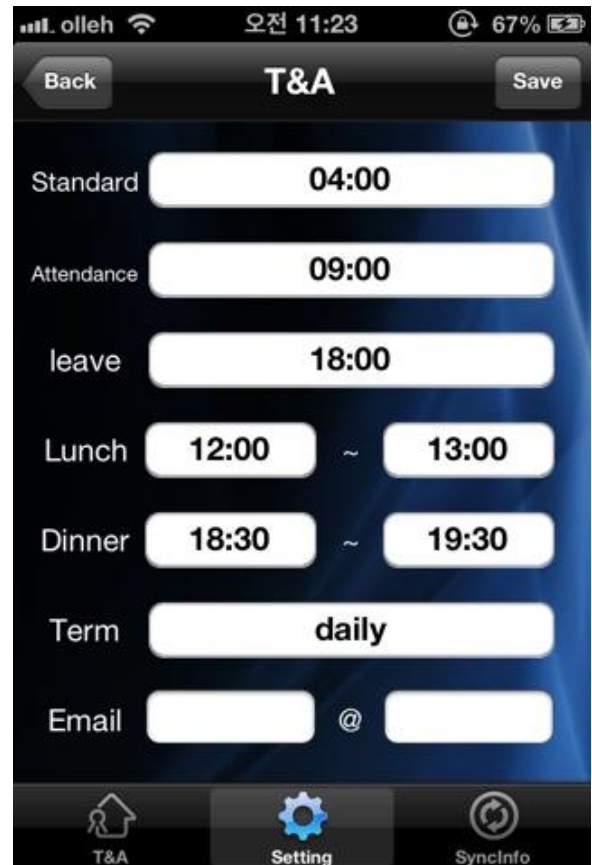 olleh 오전 11:23 67%
Back T&A Save
Standard 04:00
Attendance 09:00
leave 18:00
Lunch 12:00 ~ 13:00
Dinner 18:30 ~ 19:30
Term daily
Email @
T&A Setting SyncInfo